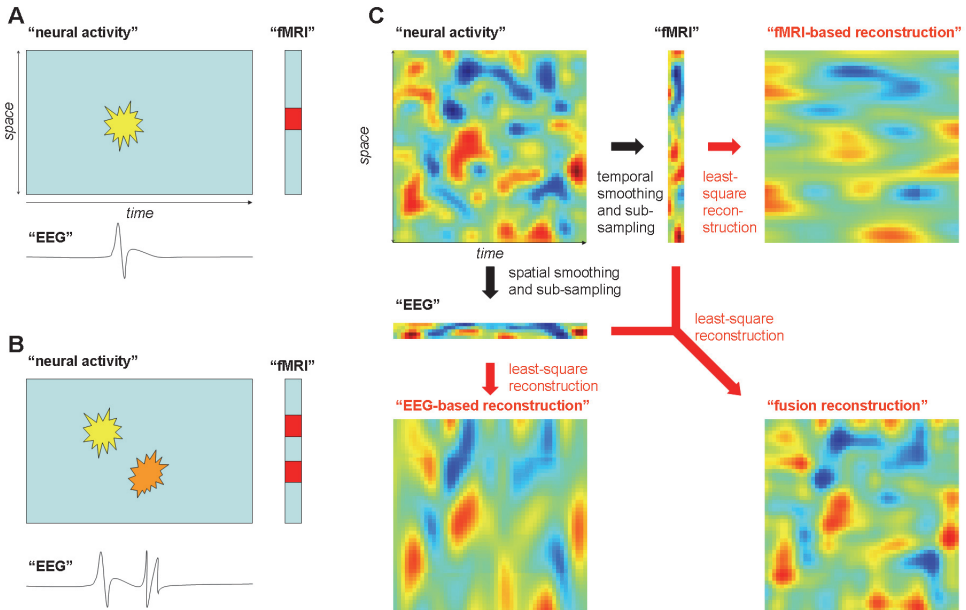 A
“neural activity”
“fMRI”
space
time
“EEG”
B
“neural activity”
“fMRI”
“EEG”
C
“neural activity”
“fMRI”
“fMRI-based reconstruction”
space
temporal
smoothing
and sub-
sampling
least-
square
recon-
struction
time
spatial smoothing
and sub-sampling
“EEG”
least-square
reconstruction
least-square
reconstruction
“EEG-based reconstruction”
“fusion reconstruction”